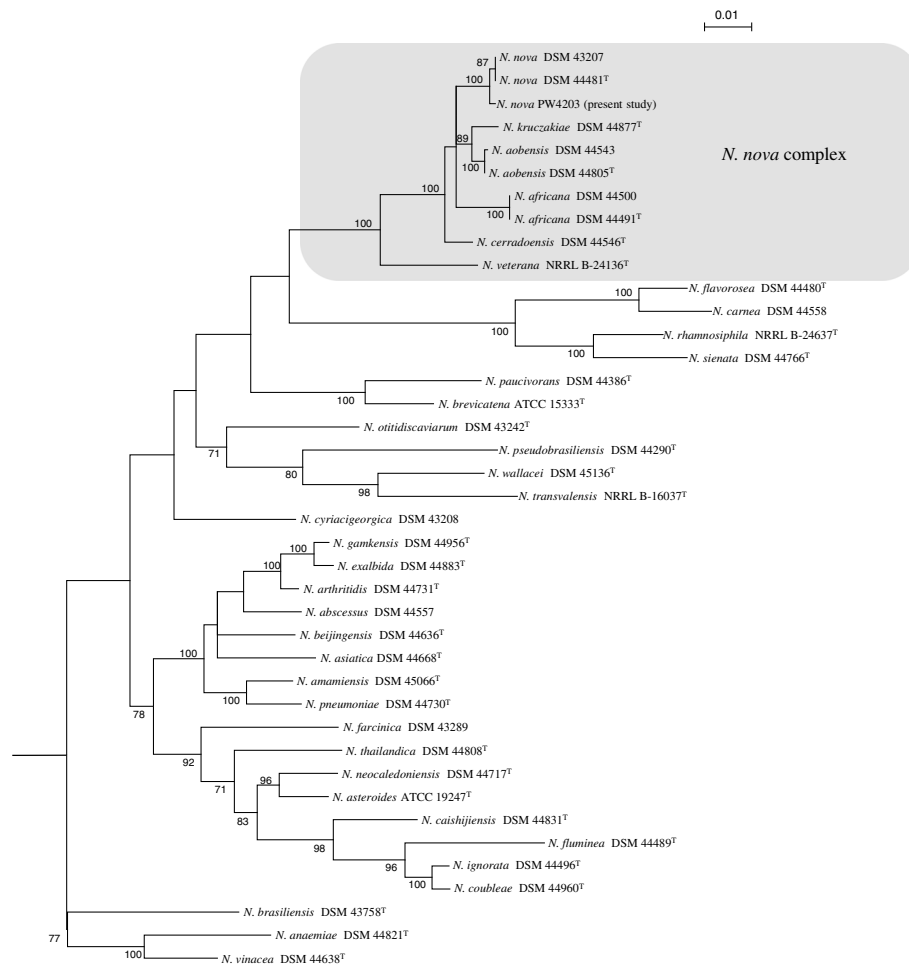 0.01
N. nova DSM 43207
87
N. nova DSM 44481ᵀ
100
N. nova PW4203 (present study)
N. kruczakiae DSM 44877ᵀ
89
N. aobensis DSM 44543
N. nova complex
100
N. aobensis DSM 44805ᵀ
100
N. africana DSM 44500
100
N. africana DSM 44491ᵀ
100
N. cerradoensis DSM 44546ᵀ
N. veterana NRRL B-24136ᵀ
N. flavorosea DSM 44480ᵀ
100
N. carnea DSM 44558
100
N. rhamnosiphila NRRL B-24637ᵀ
100
N. sienata DSM 44766ᵀ
N. paucivorans DSM 44386ᵀ
100
N. brevicatena ATCC 15333ᵀ
N. otitidiscaviarum DSM 43242ᵀ
71
N. pseudobrasiliensis DSM 44290ᵀ
80
N. wallacei DSM 45136ᵀ
98
N. transvalensis NRRL B-16037ᵀ
N. cyriacigeorgica DSM 43208
N. gamkensis DSM 44956ᵀ
100
N. exalbida DSM 44883ᵀ
100
N. arthritidis DSM 44731ᵀ
N. abscessus DSM 44557
N. beijingensis DSM 44636ᵀ
100
N. asiatica DSM 44668ᵀ
N. amamiensis DSM 45066ᵀ
100
N. pneumoniae DSM 44730ᵀ
78
N. farcinica DSM 43289
92
N. thailandica DSM 44808ᵀ
71
N. neocaledoniensis DSM 44717ᵀ
96
N. asteroides ATCC 19247ᵀ
83
N. caishijiensis DSM 44831ᵀ
98
N. fluminea DSM 44489ᵀ
96
N. ignorata DSM 44496ᵀ
100
N. coubleae DSM 44960ᵀ
N. brasiliensis DSM 43758ᵀ
77
N. anaemiae DSM 44821ᵀ
100
N. vinacea DSM 44638ᵀ